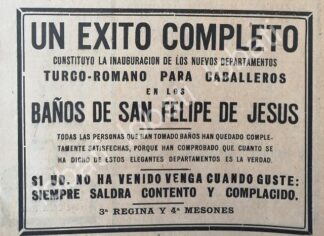 UN EXITO COMPLETO
CONSTITUYO LA INAUGURACION DE LOS NUEVOS DEPARTAMENTOS
TURCO-ROMANO PARA CABALLEROS
EN LOS
BAÑOS DE SAN FELIPE DE JESUS
TODAS LAS PERSONAS QUE HAN TOMADO BAÑOS HAN QUEDADO COMPLE-
TAMENTE SATISFECHAS, PORQUE HAN COMPROBADO QUE CUANTO SE
HA DICHO DE ESTOS ELEGANTES DEPARTAMENTOS ES LA VERDAD.
SI UD. NO HA VENIDO VENGA CUANDO GUSTE:
SIEMPRE SALDRA CONTENTO Y COMPLACIDO.
3ª REGINA Y 4ª MESONES